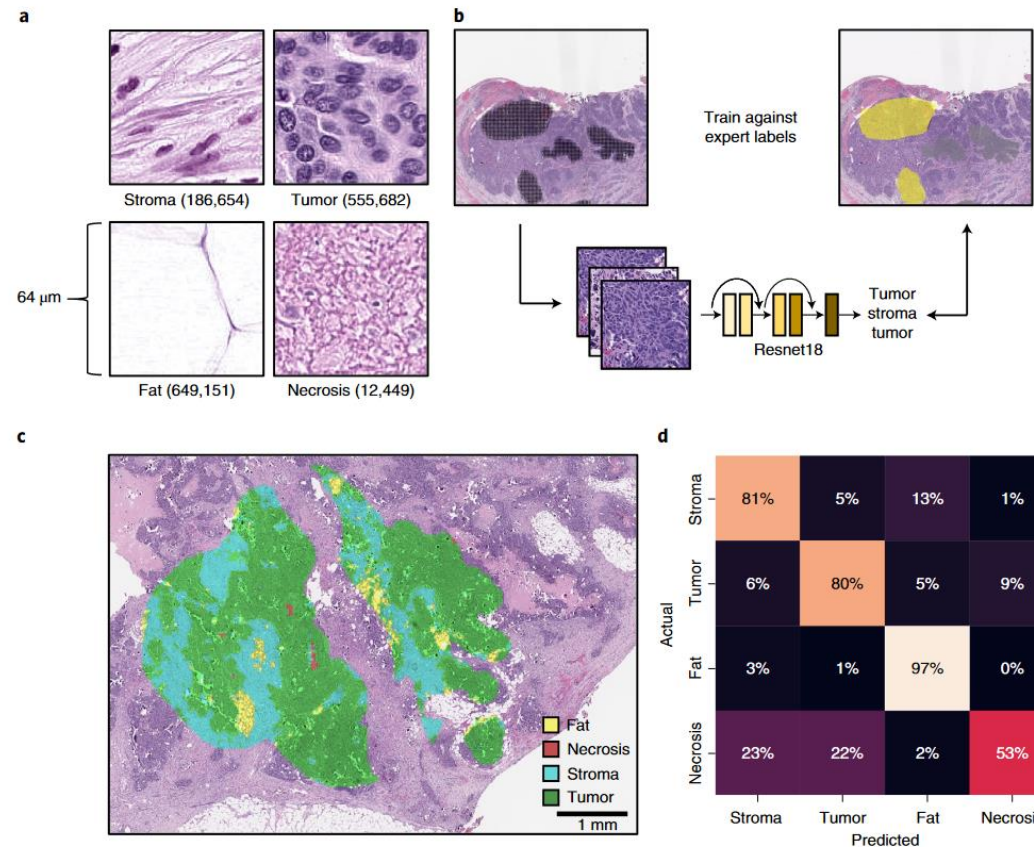 a
Stroma (186,654)
Tumor (555,682)
64 μm
Fat (649,151)
Necrosis (12,449)
b
Train against
expert labels
Resnet18
Tumor
stroma
tumor
c
Fat
Necrosis
Stroma
Tumor
1 mm
d
Actual
Stroma
81%
5%
13%
1%
Tumor
6%
80%
5%
9%
Fat
3%
1%
97%
0%
Necrosis
23%
22%
2%
53%
Stroma
Tumor
Fat
Necrosi
Predicted